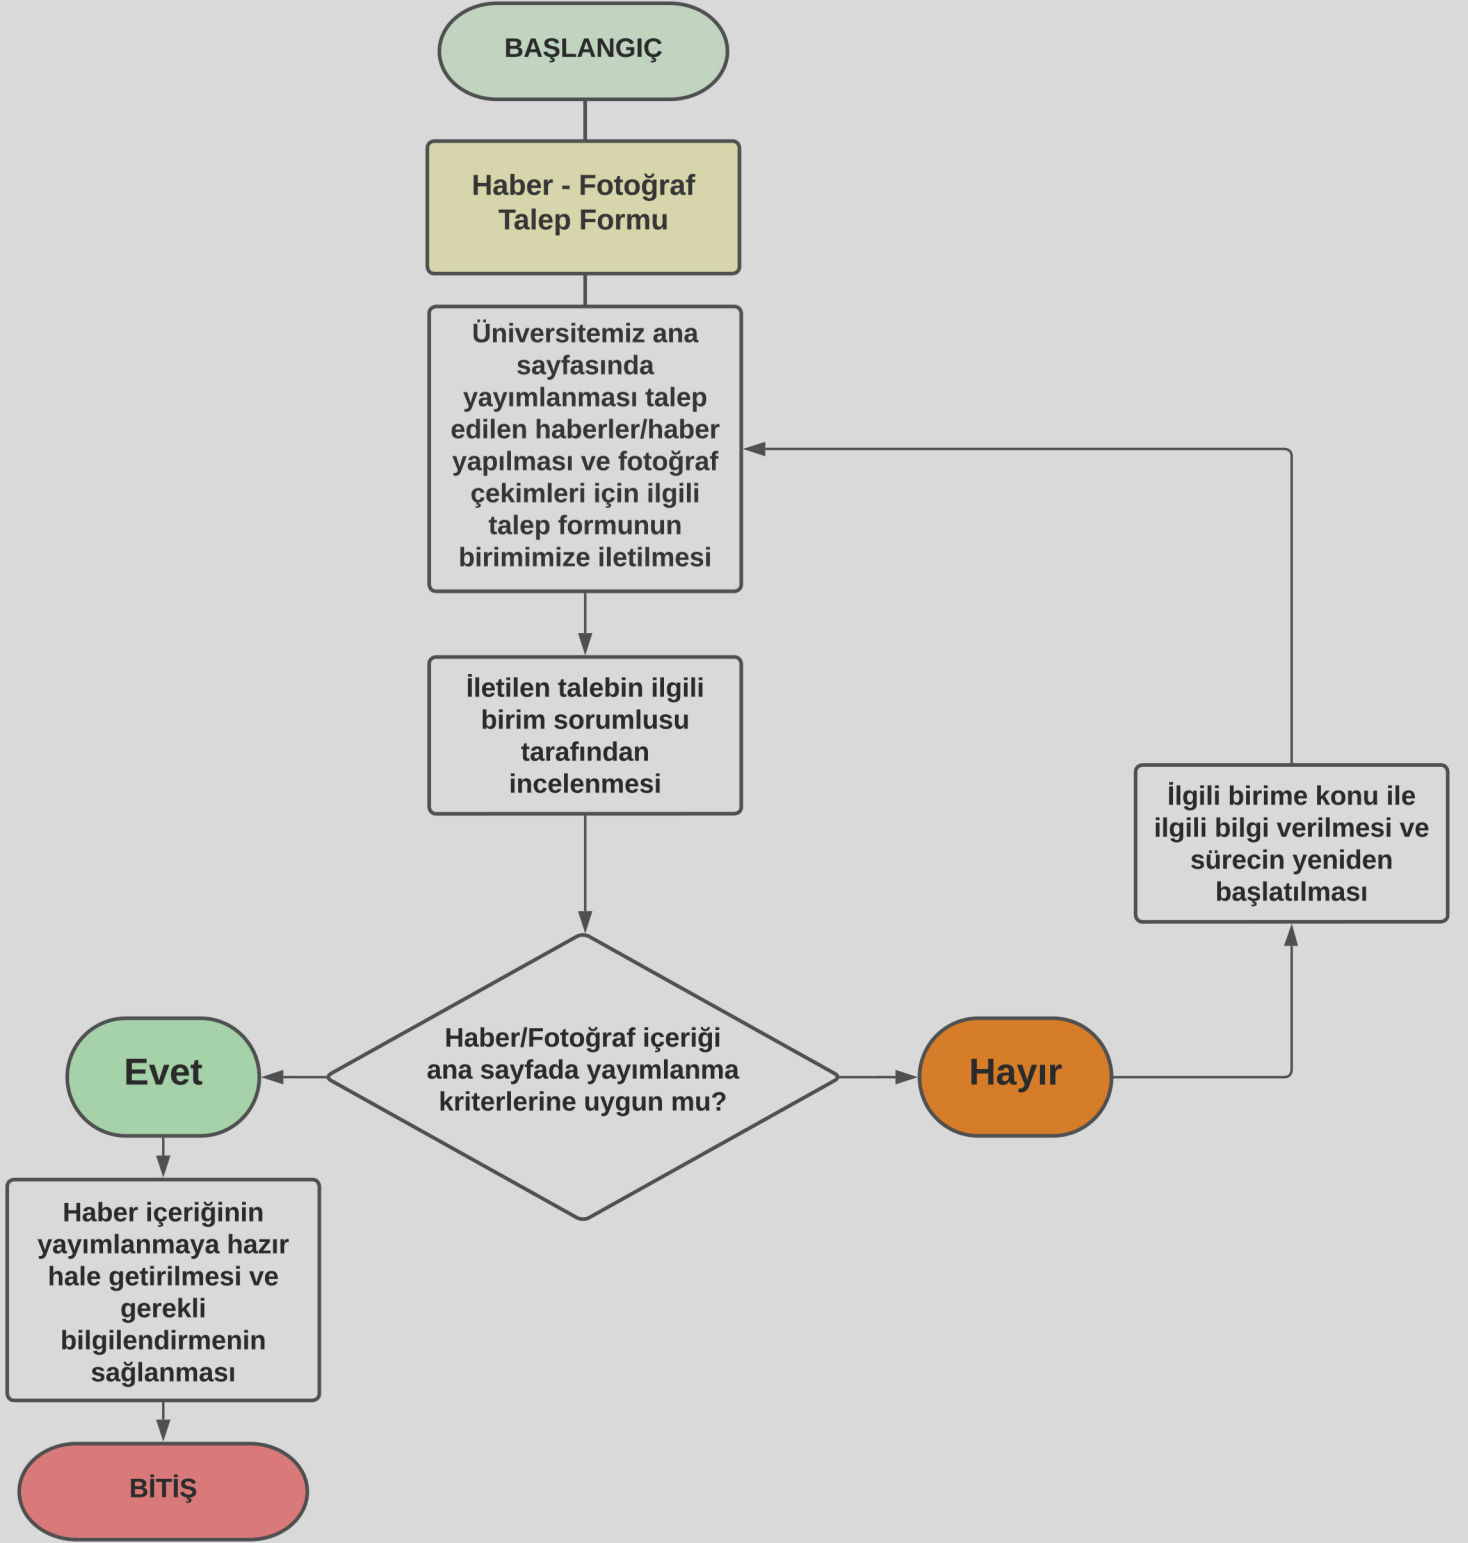 BAŞLANGIÇ
Haber - Fotoğraf
Talep Formu
Üniversitemiz ana
sayfasında
yayımlanması talep
edilen haberler/haber
yapılması ve fotoğraf
çekimleri için ilgili
talep formunun
birimimize iletilmesi
İletilen talebin ilgili
birim sorumlusu
tarafından
incelenmesi
İlgili birime konu ile
ilgili bilgi verilmesi ve
sürecin yeniden
başlatılması
Haber/Fotoğraf içeriği
ana sayfada yayımlanma
kriterlerine uygun mu?
Evet
Hayır
Haber içeriğinin
yayımlanmaya hazır
hale getirilmesi ve
gerekli
bilgilendirmenin
sağlanması
BİTİŞ